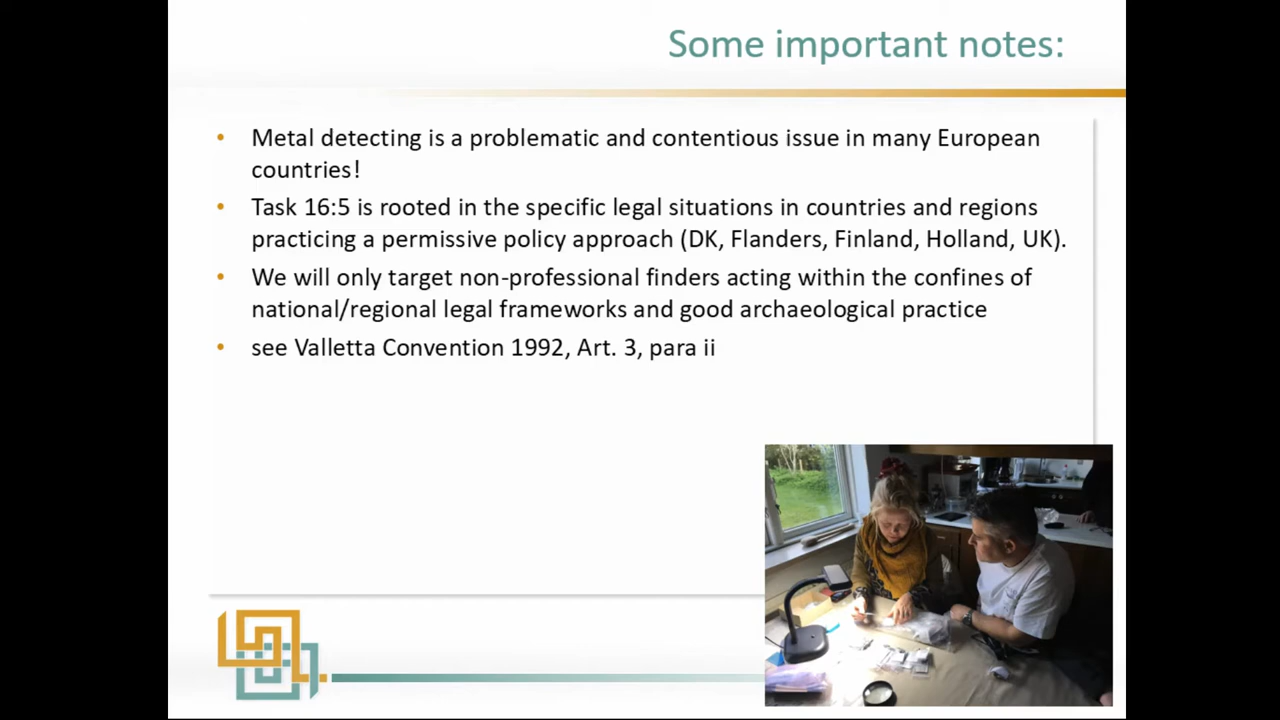 Some important notes:
• Metal detecting is a problematic and contentious issue in many European
countries!
• Task 16:5 is rooted in the specific legal situations in countries and regions
practicing a permissive policy approach (DK, Flanders, Finland, Holland, UK).
• We will only target non-professional finders acting within the confines of
national/regional legal frameworks and good archaeological practice
• see Valletta Convention 1992, Art. 3, para ii